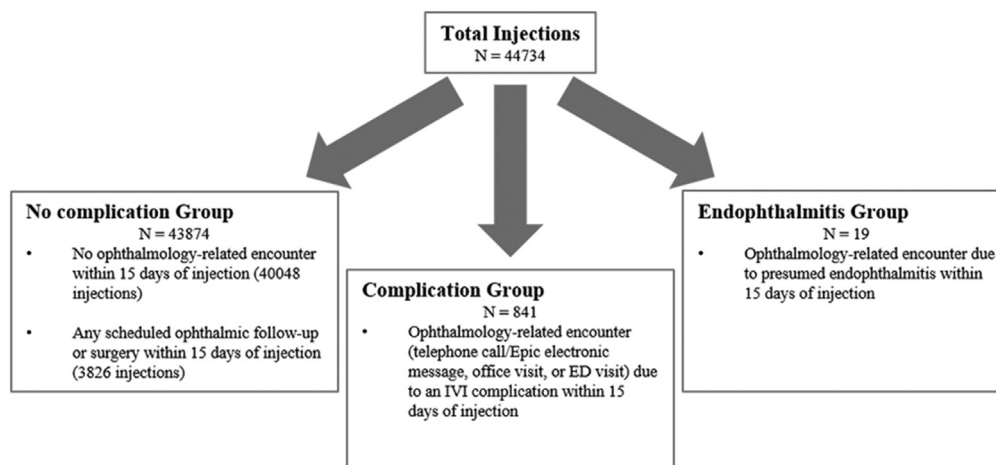 Total Injections
N = 44734
No complication Group
N = 43874
• No ophthalmology-related encounter
within 15 days of injection (40048
injections)
• Any scheduled ophthalmic follow-up
or surgery within 15 days of injection
(3826 injections)
Complication Group
N = 841
• Ophthalmology-related encounter
(telephone call/Epic electronic
message, office visit, or ED visit) due
to an IVI complication within 15
days of injection
Endophthalmitis Group
N = 19
• Ophthalmology-related encounter due
to presumed endophthalmitis within
15 days of injection